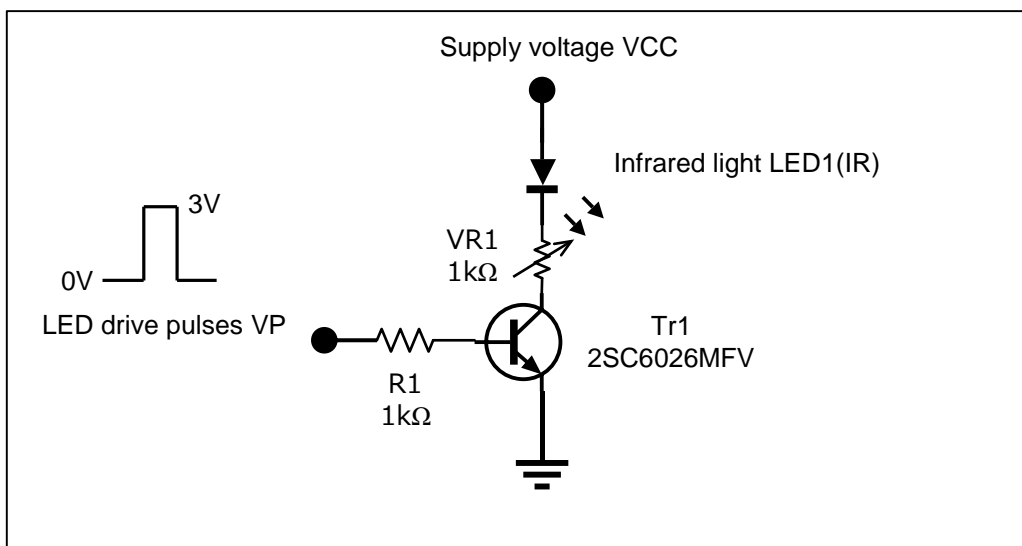 Supply voltage VCC
Infrared light LED1(IR)
3V
VR1
1kΩ
0V
LED drive pulses VP
Tr1
2SC6026MFV
R1
1kΩ